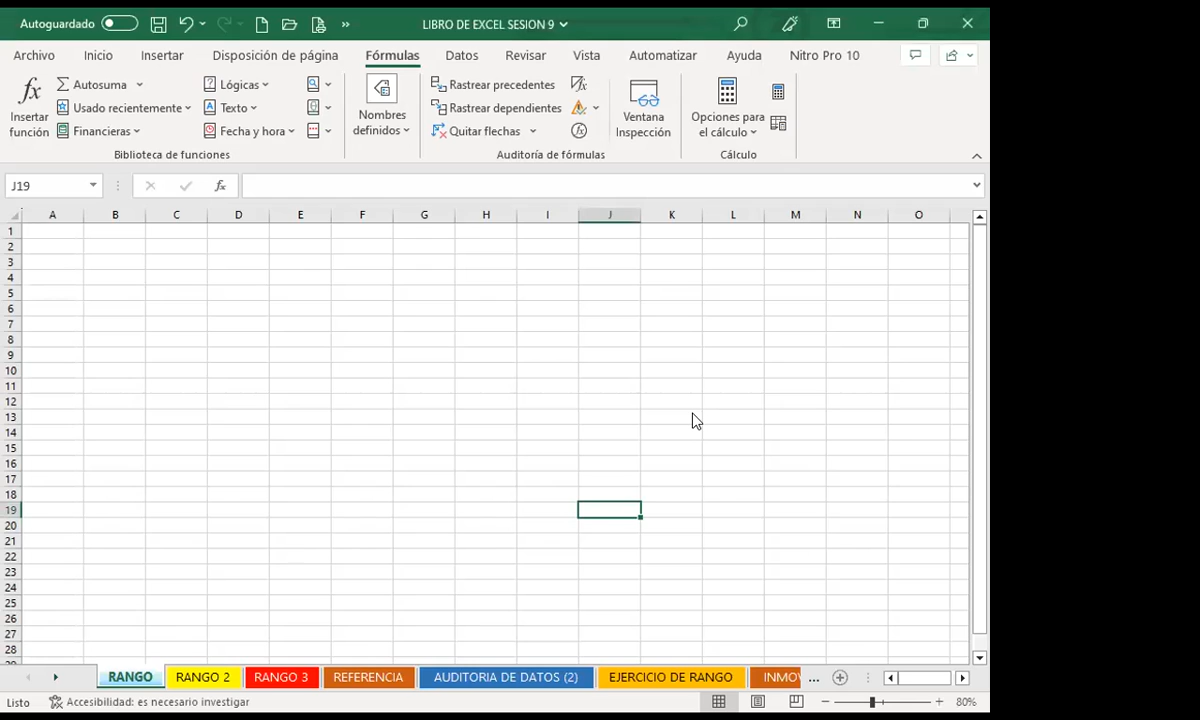 Autoguardado LIBRO DE EXCEL SESION 9
Archivo Inicio Insertar Disposición de página Fórmulas Datos Revisar Vista Automatizar Ayuda Nitro Pro 10
fx Insertar función
Autosuma
Usado recientemente
Financieras
Lógicas
Texto
Fecha y hora
Biblioteca de funciones
Nombres definidos
Rastrear precedentes
Rastrear dependientes
Quitar flechas
Auditoría de fórmulas
Ventana Inspección
Opciones para el cálculo
Cálculo
J19 fx
A B C D E F G H I J K L M N O
1
2
3
4
5
6
7
8
9
10
11
12
13
14
15
16
17
18
19
20
21
22
23
24
25
26
27
28
RANGO RANGO 2 RANGO 3 REFERENCIA AUDITORIA DE DATOS (2) EJERCICIO DE RANGO INMOV ...
Listo Accesibilidad: es necesario investigar 80%